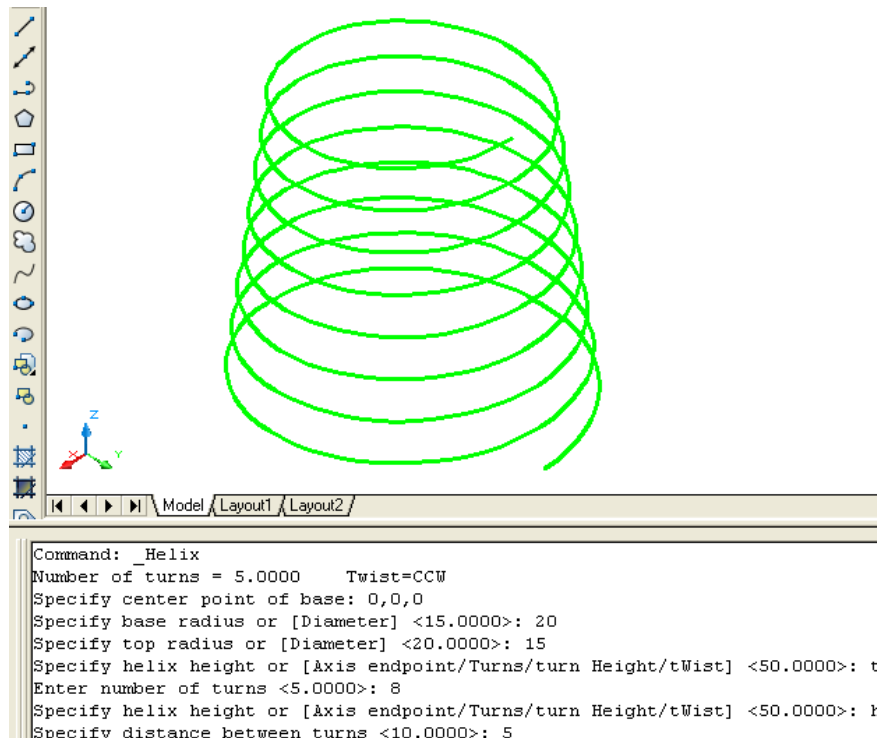 Z
X
Y
Model Layout1 Layout2
Command: _Helix
Number of turns = 5.0000 Twist=CCW
Specify center point of base: 0,0,0
Specify base radius or [Diameter] <15.0000>: 20
Specify top radius or [Diameter] <20.0000>: 15
Specify helix height or [Axis endpoint/Turns/turn Height/tWist] <50.0000>: t
Enter number of turns <5.0000>: 8
Specify helix height or [Axis endpoint/Turns/turn Height/tWist] <50.0000>: h
Specify distance between turns <10.0000>: 5